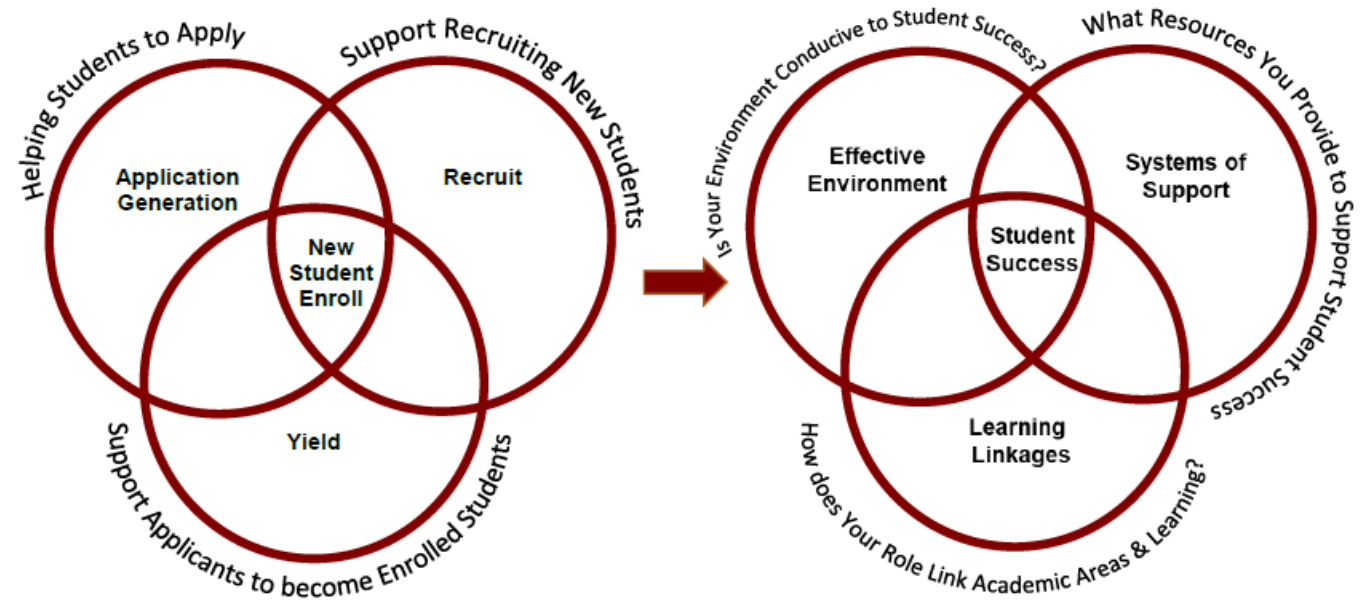 Helping Students to Apply
Support Recruiting New Students
Application
Generation
Recruit
New
Student
Enroll
Yield
Support Applicants to become Enrolled Students
Is Your Environment Conducive to Student Success?
What Resources You Provide to Support Student Success
Effective
Environment
Systems of
Support
Student
Success
Learning
Linkages
How does Your Role Link Academic Areas & Learning?